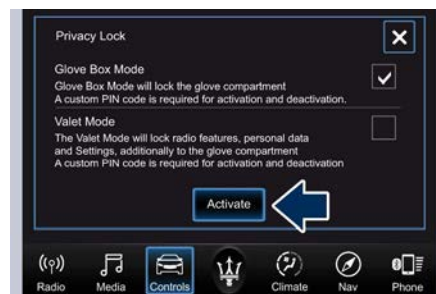 Privacy Lock
Glove Box Mode
Glove Box Mode will lock the glove compartment
A custom PIN code is required for activation and deactivation.
Valet Mode
The Valet Mode will lock radio features, personal data
and Settings, additionally to the glove compartment
A custom PIN code is required for activation and deactivation
Activate
Radio Media Controls Climate Nav Phone